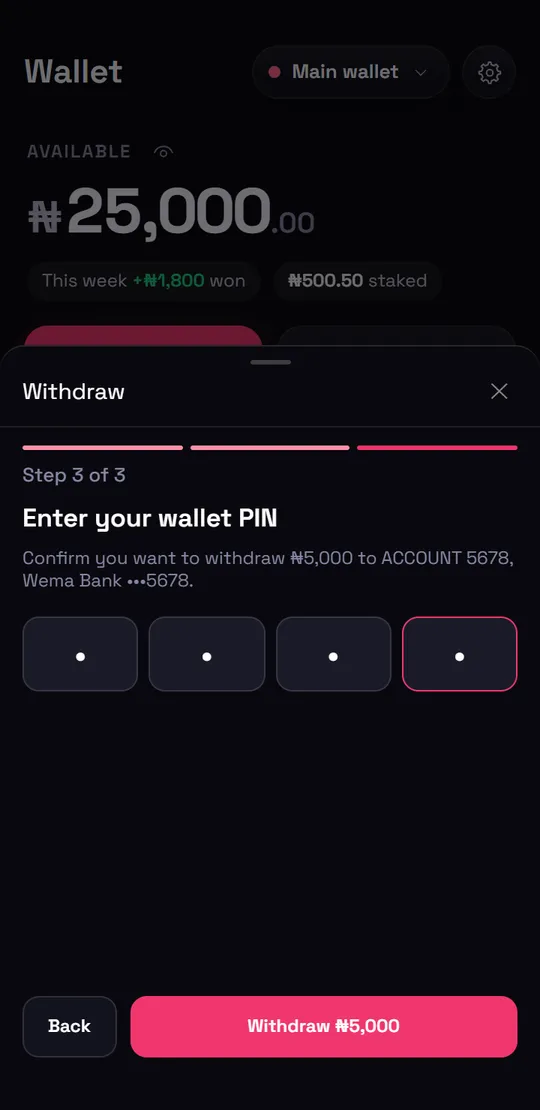 Wallet
Main wallet
AVAILABLE
₦25,000.00
This week +₦1,800 won
₦500.50 staked
Withdraw
Step 3 of 3
Enter your wallet PIN
Confirm you want to withdraw ₦5,000 to ACCOUNT 5678,
Wema Bank •••5678.
Back
Withdraw ₦5,000